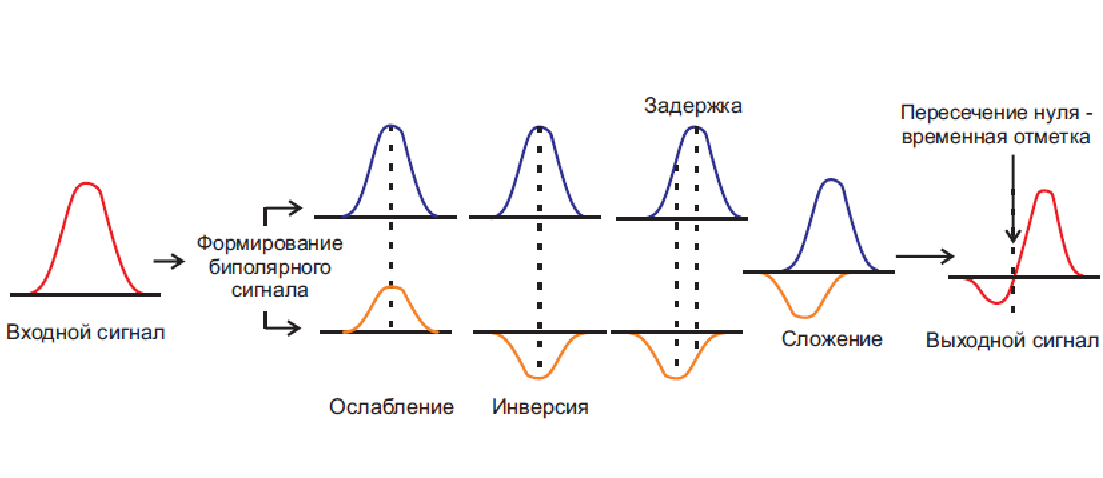 Входной сигнал
Формирование
биполярного
сигнала
Ослабление
Инверсия
Задержка
Сложение
Пересечение нуля -
временная отметка
Выходной сигнал